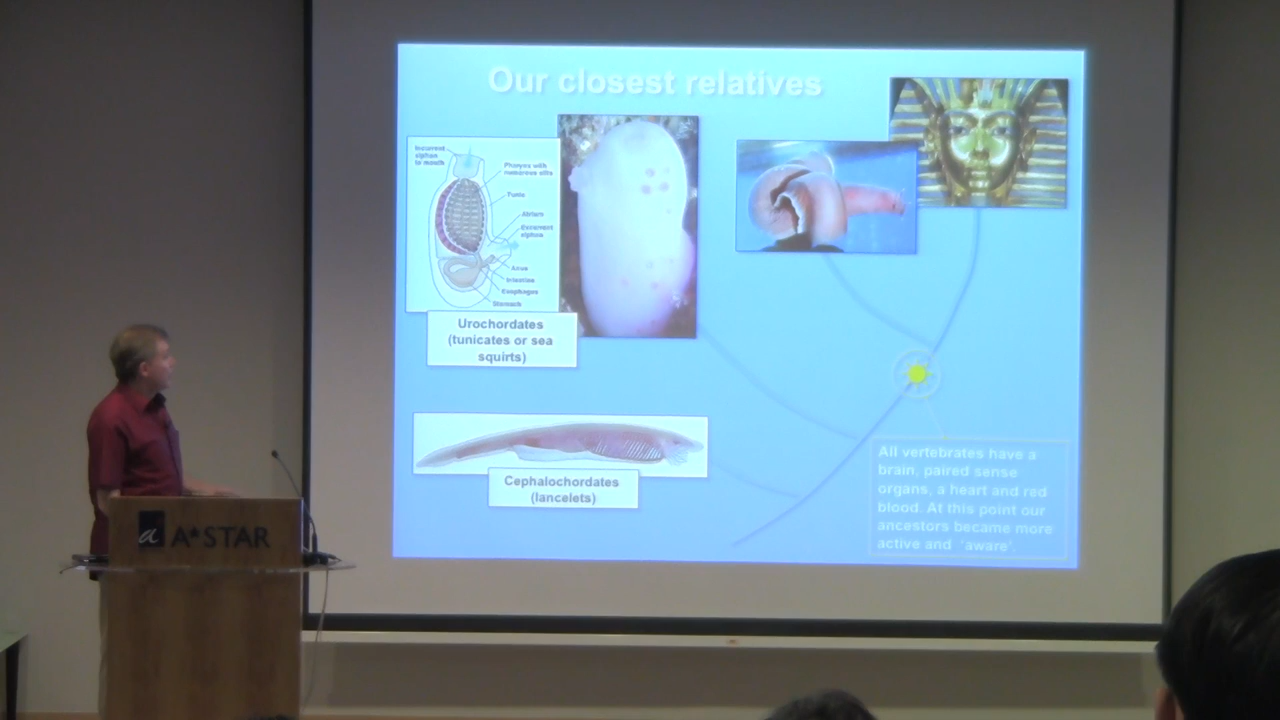 Our closest relatives
Incurrent
siphon
to mouth
Pharynx with
numerous slits
Tunic
Atrium
Excurrent
siphon
Anus
Intestine
Esophagus
Stomach
Urochordates
(tunicates or sea
squirts)
Cephalochordates
(lancelets)
All vertebrates have a
brain, paired sense
organs, a heart and red
blood. At this point our
ancestors became more
active and 'aware'.
a A*STAR